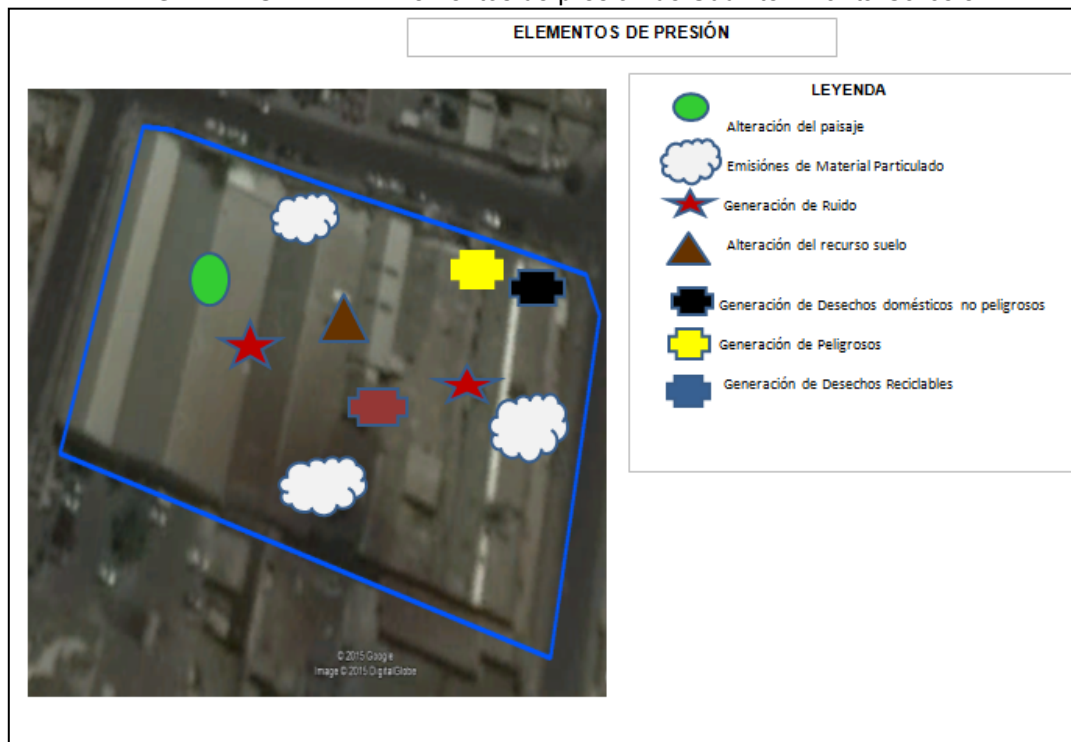 ELEMENTOS DE PRESIÓN
LEYENDA
Alteración del paisaje
Emisiónes de Material Particulado
Generación de Ruido
Alteración del recurso suelo
Generación de Desechos domésticos no peligrosos
Generación de Peligrosos
Generación de Desechos Reciclables
© 2015 Google
Image © 2015 DigitalGlobe